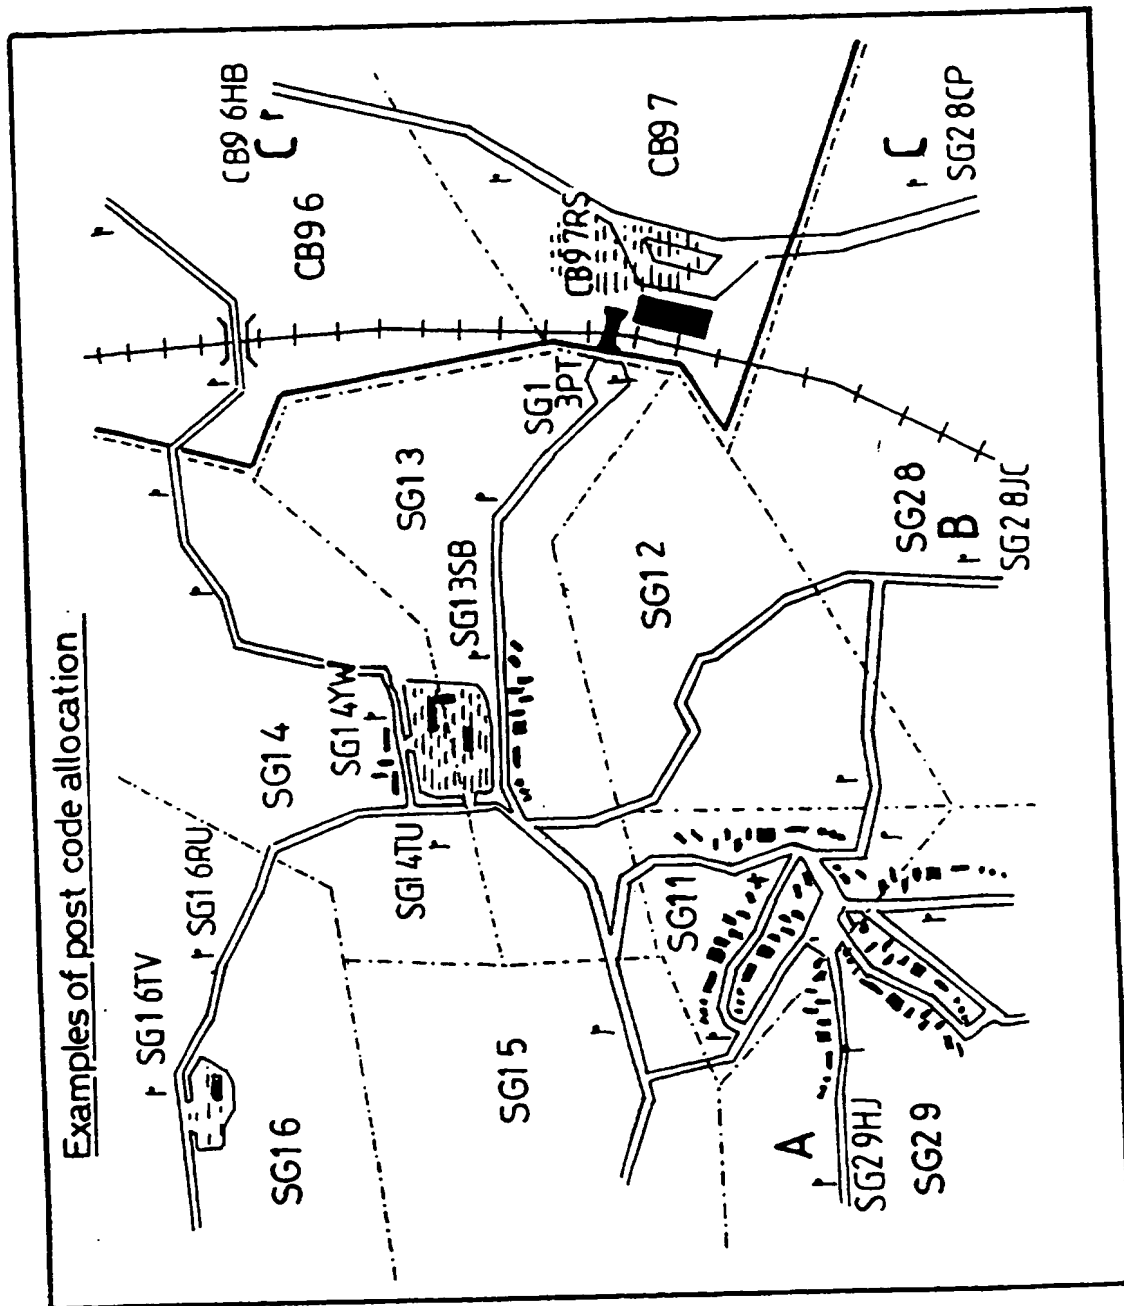 Examples of post code allocation
SG1 6TV
SG1 6RU
SG1 6
SG1 4
SG1 4YW
SG1 4TU
SG1 5
CB9 6HB
C
CB9 6
SG1 3
SG1 3SB
SG1
3PT
CB9 7RS
CB9 7
SG1 2
SG1 1
A
SG2 9HJ
SG2 9
SG2 8
B
SG2 8JC
C
SG2 8CP